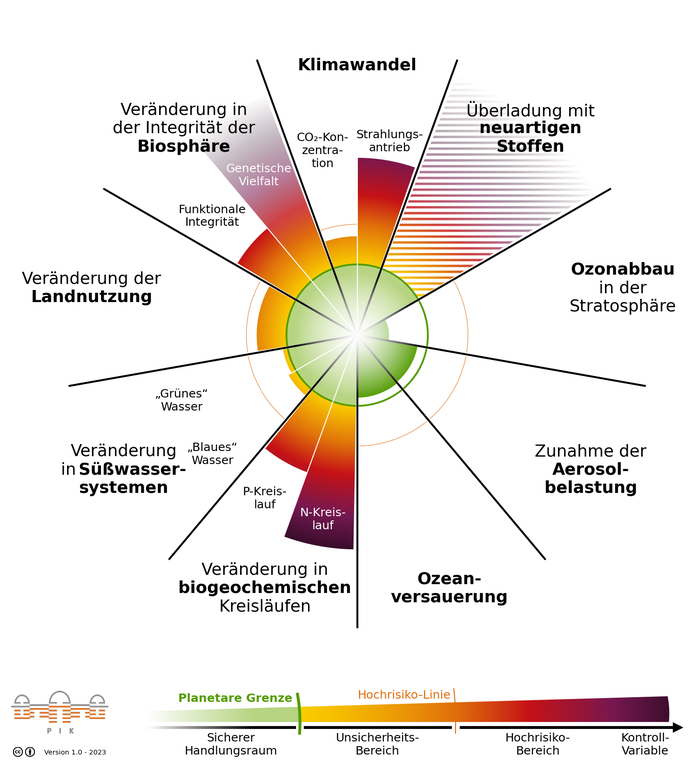 Klimawandel
Veränderung in
der Integrität der
Biosphäre
Überladung mit
neuartigen
Stoffen
CO₂-Kon-
zentra-
tion
Strahlungs-
antrieb
Genetische
Vielfalt
Funktionale
Integrität
Veränderung der
Landnutzung
Ozonabbau
in der
Stratosphäre
„Grünes“
Wasser
„Blaues“
Wasser
Veränderung
in Süßwasser-
systemen
Zunahme der
Aerosol-
belastung
P-Kreis-
lauf
N-Kreis-
lauf
Veränderung in
biogeochemischen
Kreisläufen
Ozean-
versauerung
Planetare Grenze
Hochrisiko-Linie
Sicherer
Handlungsraum
Unsicherheits-
Bereich
Hochrisiko-
Bereich
Kontroll-
Variable
PIK
cc Version 1.0 - 2023